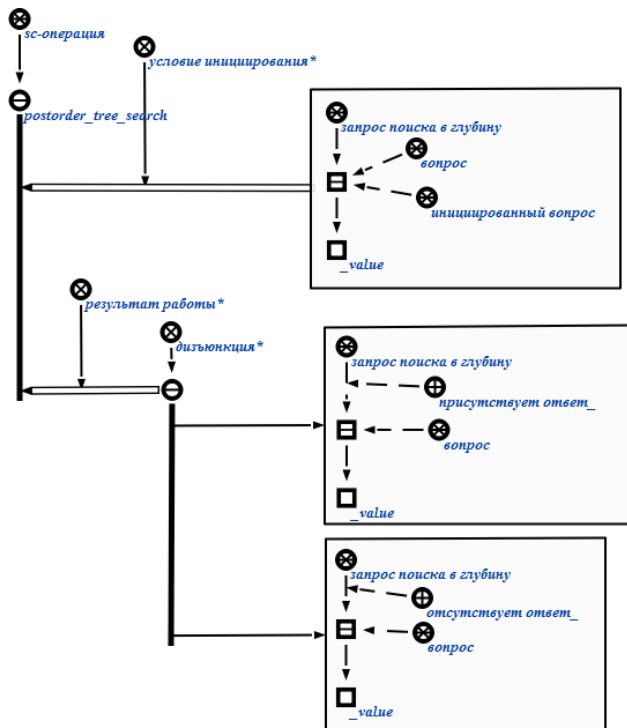 sc-операция
условие инициирования*
postorder_tree_search
запрос поиска в глубину
вопрос
инициированный вопрос
_value
результат работы*
дизъюнкция*
запрос поиска в глубину
присутствует ответ_
вопрос
_value
запрос поиска в глубину
отсутствует ответ_
вопрос
_value